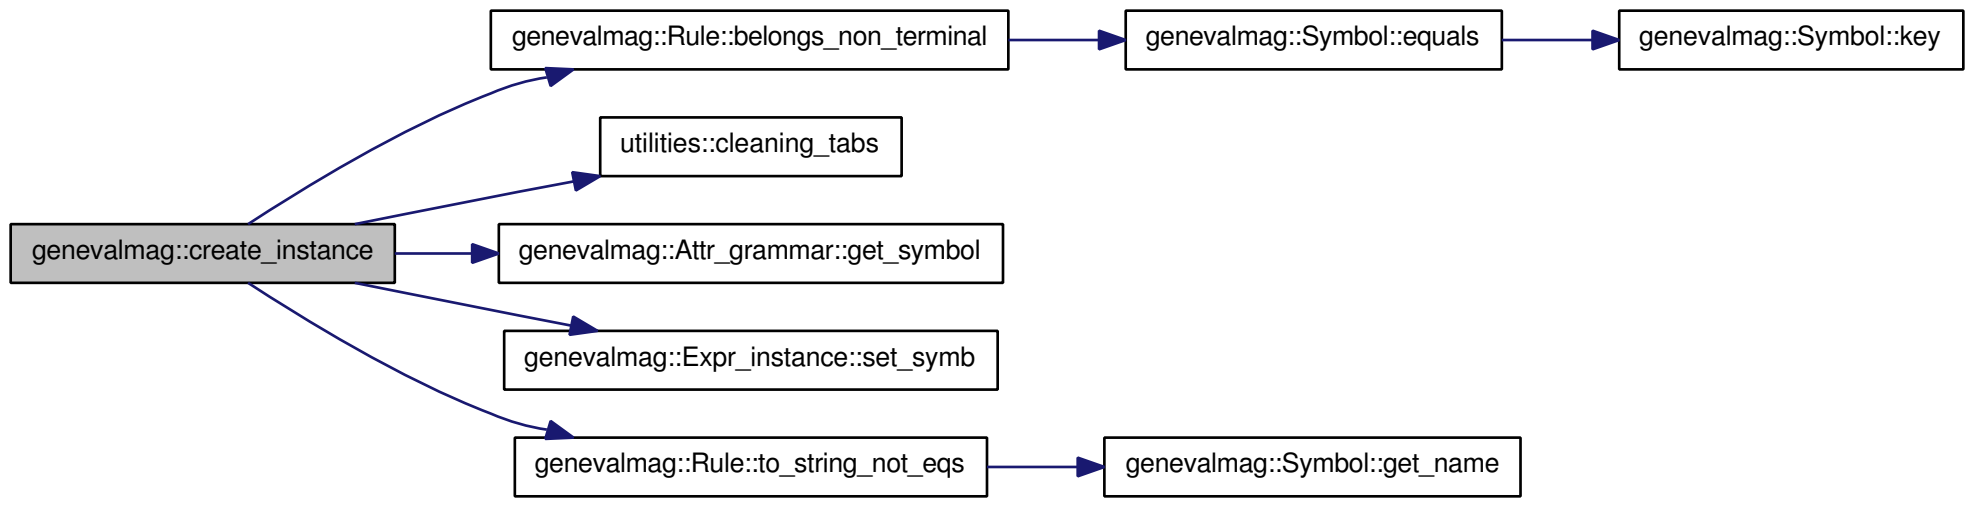 genevalmag::Rule::belongs_non_terminal
genevalmag::Symbol::equals
genevalmag::Symbol::key
utilities::cleaning_tabs
genevalmag::create_instance
genevalmag::Attr_grammar::get_symbol
genevalmag::Expr_instance::set_symb
genevalmag::Rule::to_string_not_eqs
genevalmag::Symbol::get_name